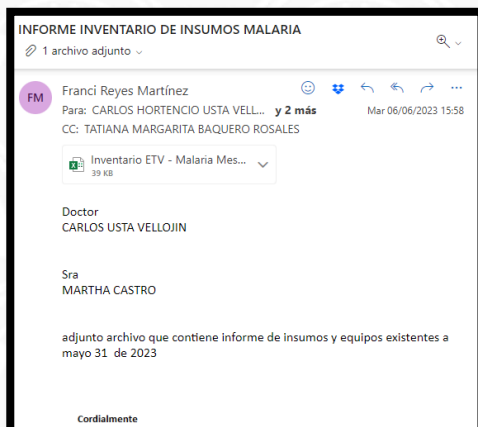 INFORME INVENTARIO DE INSUMOS MALARIA
1 archivo adjunto
FM
Franci Reyes Martínez
Para: CARLOS HORTENCIO USTA VELL... y 2 más
Mar 06/06/2023 15:58
CC: TATIANA MARGARITA BAQUERO ROSALES
Inventario ETV - Malaria Mes...
39 KB
Doctor
CARLOS USTA VELLOJIN
Sra
MARTHA CASTRO
adjunto archivo que contiene informe de insumos y equipos existentes a
mayo 31 de 2023
Cordialmente